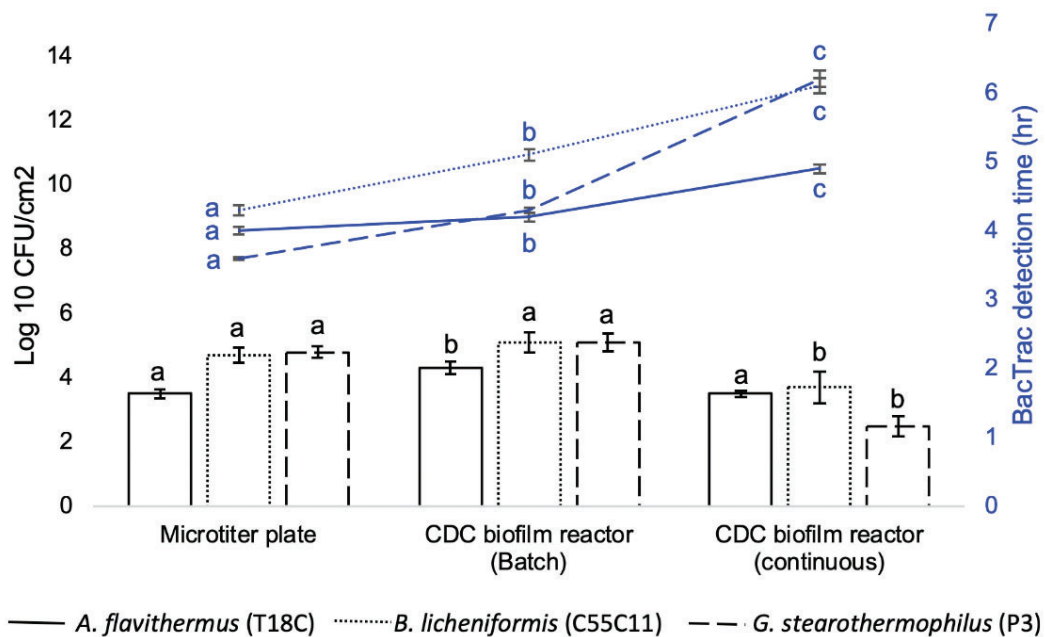 7
14
6
12
5
10
4
8
3
6
2
4
1
2
0
0
Log 10 CFU/cm2
BacTrac detection time (hr)
c
c
c
b
b
b
a
a
a
a
a
a
b
a
a
a
b
b
Microtiter plate
CDC biofilm reactor
(Batch)
CDC biofilm reactor
(continuous)
A. flavithermus (T18C) B. licheniformis (C55C11) G. stearothermophilus (P3)